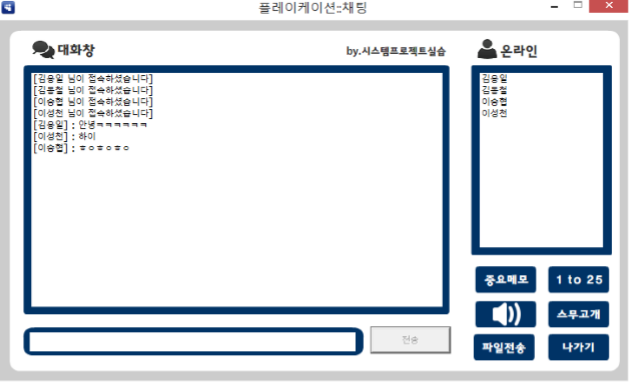 플레이케이션::채팅
대화창
by.시스템프로젝트실습
온라인
[김용일 님이 접속하셨습니다]
[김동철 님이 접속하셨습니다]
[이승협 님이 접속하셨습니다]
[이성천 님이 접속하셨습니다]
[김용일] : 안녕ㅋㅋㅋㅋㅋㅋ
[이성천] : 하이
[이승협] : ㅎㅇㅎㅇㅎㅇ
김용일
김동철
이승협
이성천
중요메모
1 to 25
스무고개
전송
파일전송
나가기